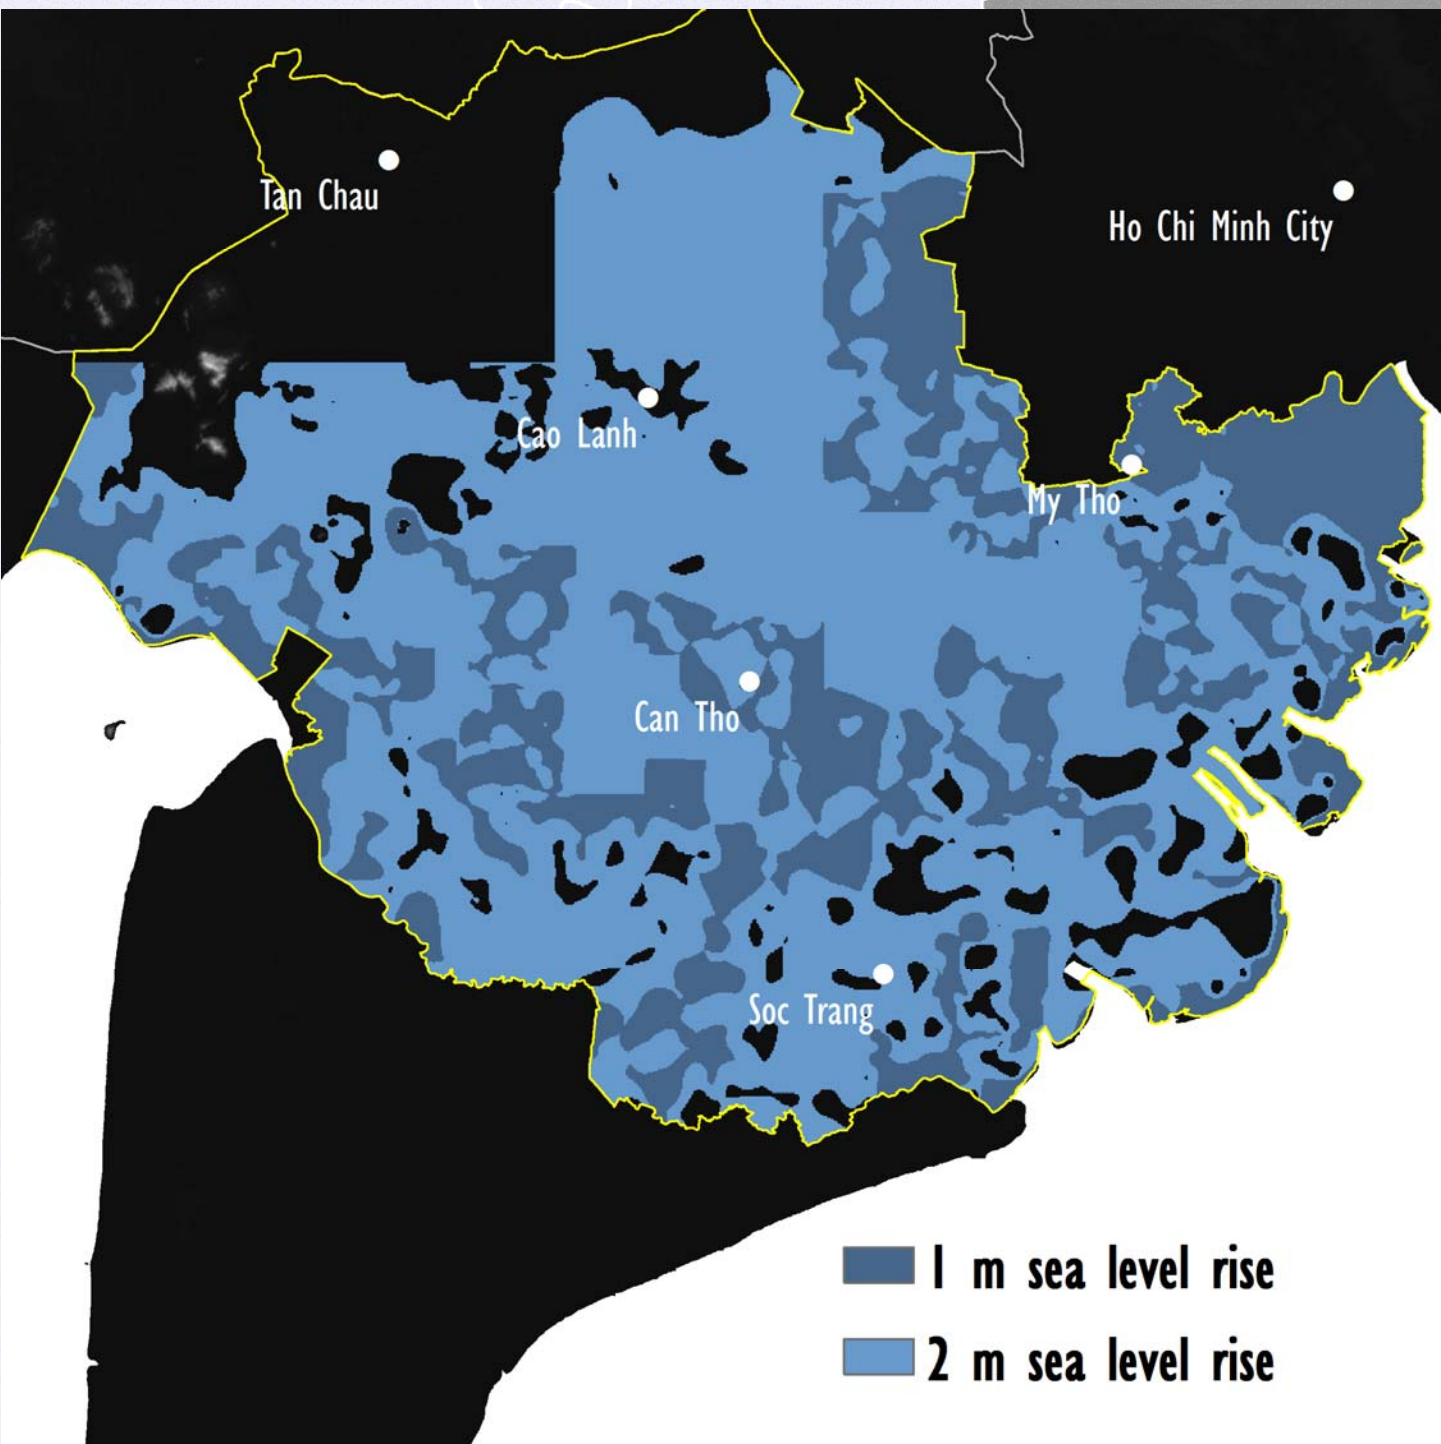 Tan Chau
Ho Chi Minh City
Cao Lanh
My Tho
Can Tho
Soc Trang
1 m sea level rise
2 m sea level rise